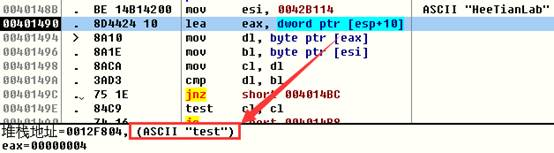 0040148B . BE 14B14200 mov esi, 0042B114 ASCII "HeeTianLab"
00401490 . 8D4424 10 lea eax, dword ptr [esp+10]
00401494 > 8A10 mov dl, byte ptr [eax]
00401496 . 8A1E mov bl, byte ptr [esi]
00401498 . 8ACA mov cl, dl
0040149A . 3AD3 cmp dl, bl
0040149C . 75 1E jnz short 004014BC
0040149E . 84C9 test cl, cl
堆栈地址=0012F804, (ASCII "test")
eax=00000004